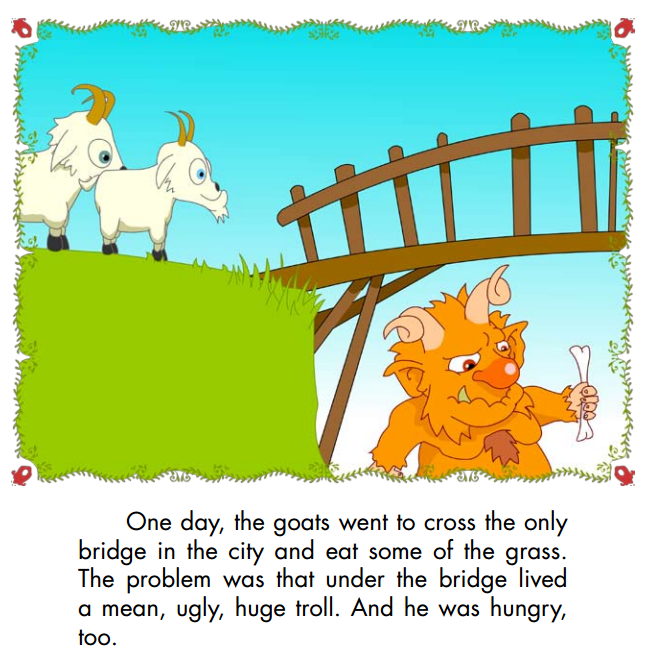 One day, the goats went to cross the only
bridge in the city and eat some of the grass.
The problem was that under the bridge lived
a mean, ugly, huge troll. And he was hungry,
too.